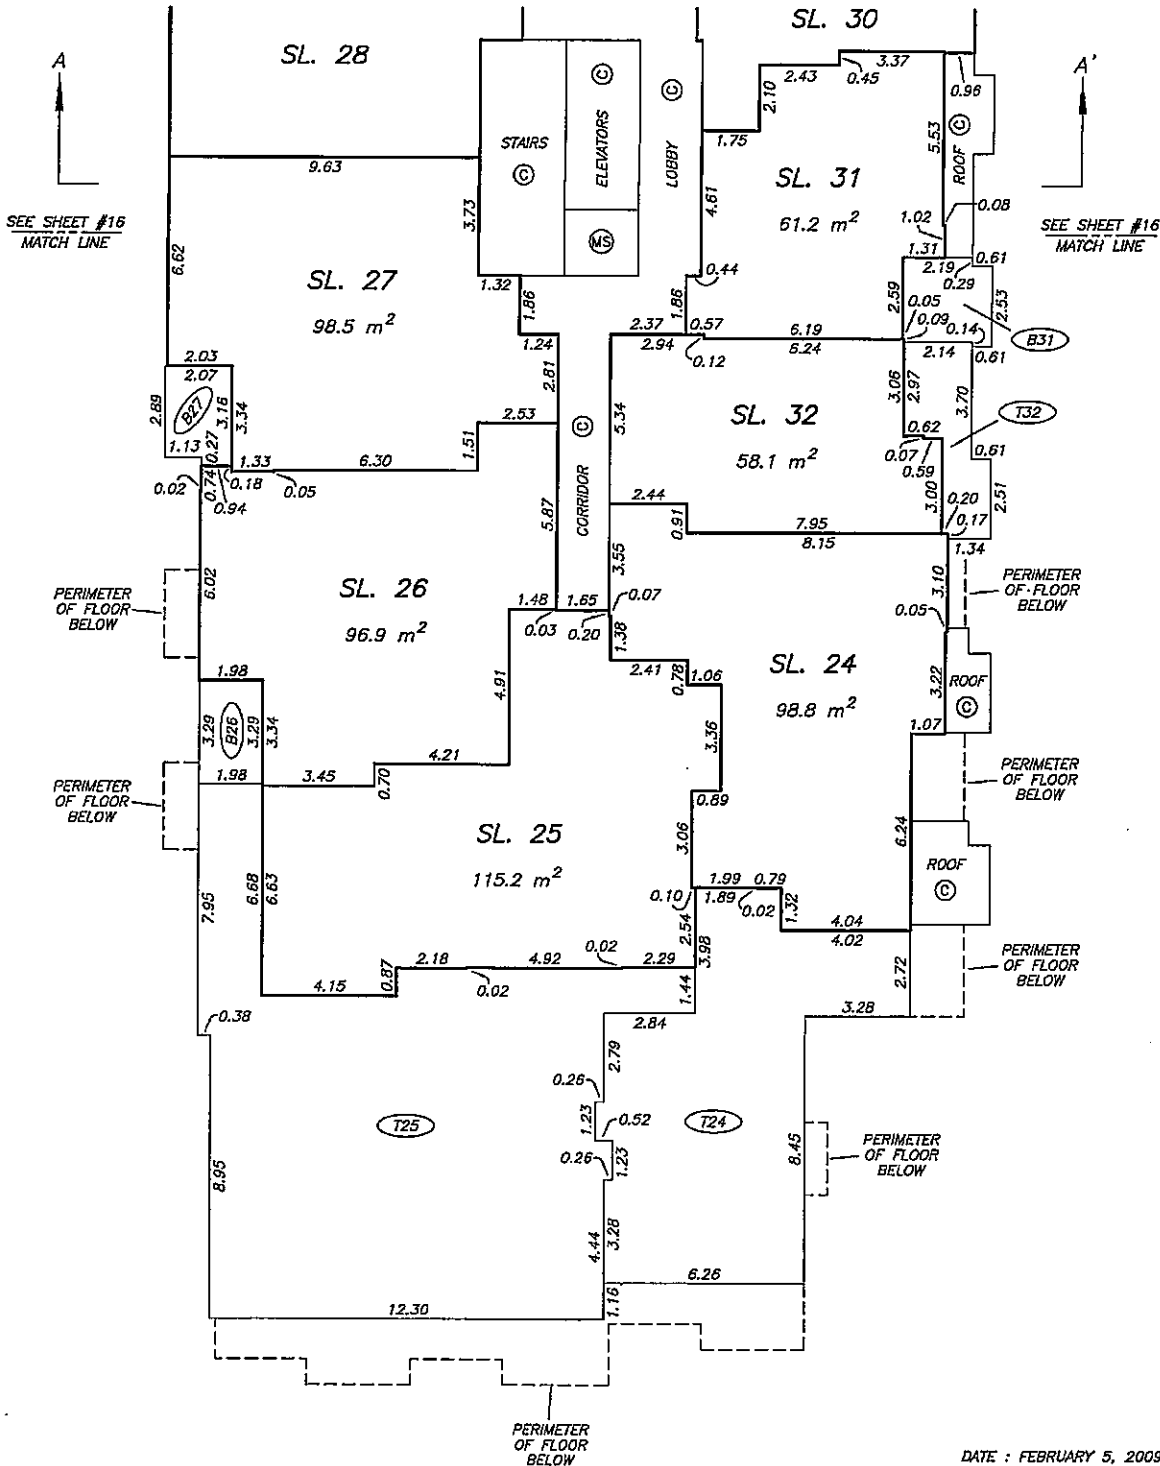 SL. 30
SL. 28
A
A'
3.37
2.43
0.45
0.96
2.10
STAIRS
C
ELEVATORS
C
LOBBY
C
1.75
5.53
ROOF C
9.63
SEE SHEET #16
MATCH LINE
SEE SHEET #16
MATCH LINE
SL. 31
61.2 m²
3.73
4.61
0.08
1.02
MS
6.62
1.31
2.19
0.61
0.29
SL. 27
98.5 m²
1.32
0.44
1.86
1.86
2.59
0.05
0.09
2.53
0.14
B31
1.24
2.37
0.57
2.94
0.12
6.19
6.24
2.14
0.61
2.03
2.07
2.81
2.89
B27
3.16
3.34
3.06
2.97
3.70
T32
2.53
C
5.34
SL. 32
58.1 m²
1.13
0.27
1.51
0.62
0.07
0.59
0.61
1.33
6.30
0.02
0.74
0.18
0.94
0.05
5.87
CORRIDOR
2.44
0.91
3.00
0.20
0.17
2.51
7.95
8.15
1.34
3.55
PERIMETER
OF FLOOR
BELOW
6.02
SL. 26
96.9 m²
3.10
PERIMETER
OF FLOOR
BELOW
1.48
1.65
0.07
0.03
0.20
0.05
1.38
2.41
0.78
1.06
SL. 24
98.8 m²
1.98
4.91
3.22
ROOF
C
3.29
B26
3.29
3.34
3.36
1.07
PERIMETER
OF FLOOR
BELOW
1.98
3.45
0.70
4.21
0.89
PERIMETER
OF FLOOR
BELOW
SL. 25
115.2 m²
3.06
6.24
ROOF
C
7.95
6.68
6.63
0.10
1.99
0.79
1.89
0.02
1.32
2.54
3.98
4.04
4.02
PERIMETER
OF FLOOR
BELOW
0.87
2.18
4.92
0.02
2.29
0.02
4.15
1.44
2.72
0.38
2.84
3.28
2.79
0.26
1.23
0.52
T25
T24
8.95
0.26
1.23
8.45
PERIMETER
OF FLOOR
BELOW
4.44
3.28
6.26
12.30
1.16
PERIMETER
OF FLOOR
BELOW
DATE : FEBRUARY 5, 2009